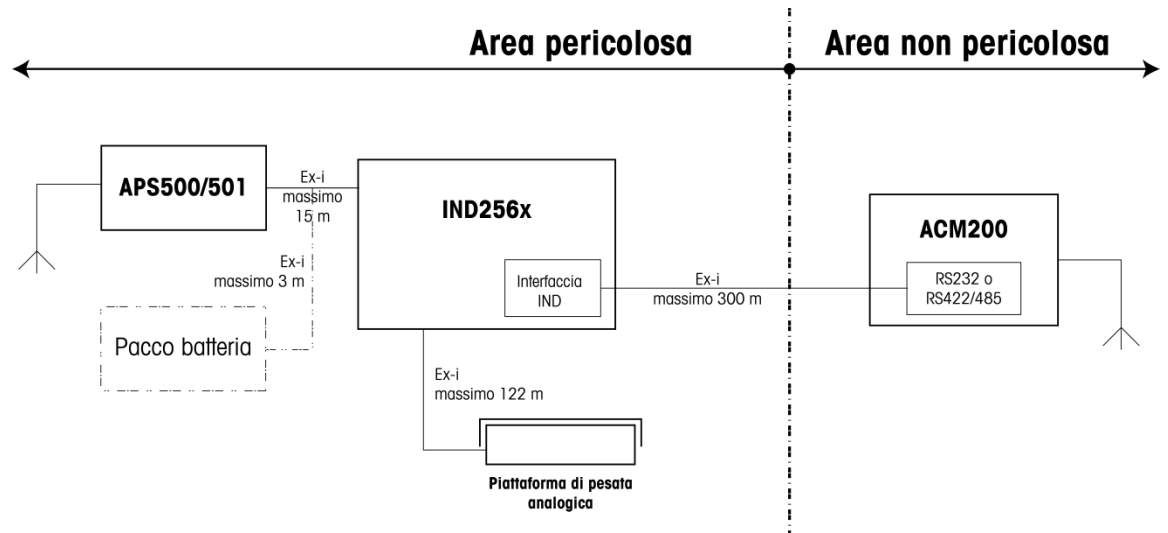 Area pericolosa
Area non pericolosa
APS500/501
Ex-i
massimo
15 m
IND256x
Interfaccia
IND
Ex-i
massimo 3 m
Pacco batteria
Ex-i
massimo 300 m
ACM200
RS232 o
RS422/485
Ex-i
massimo 122 m
Piattaforma di pesata
analogica